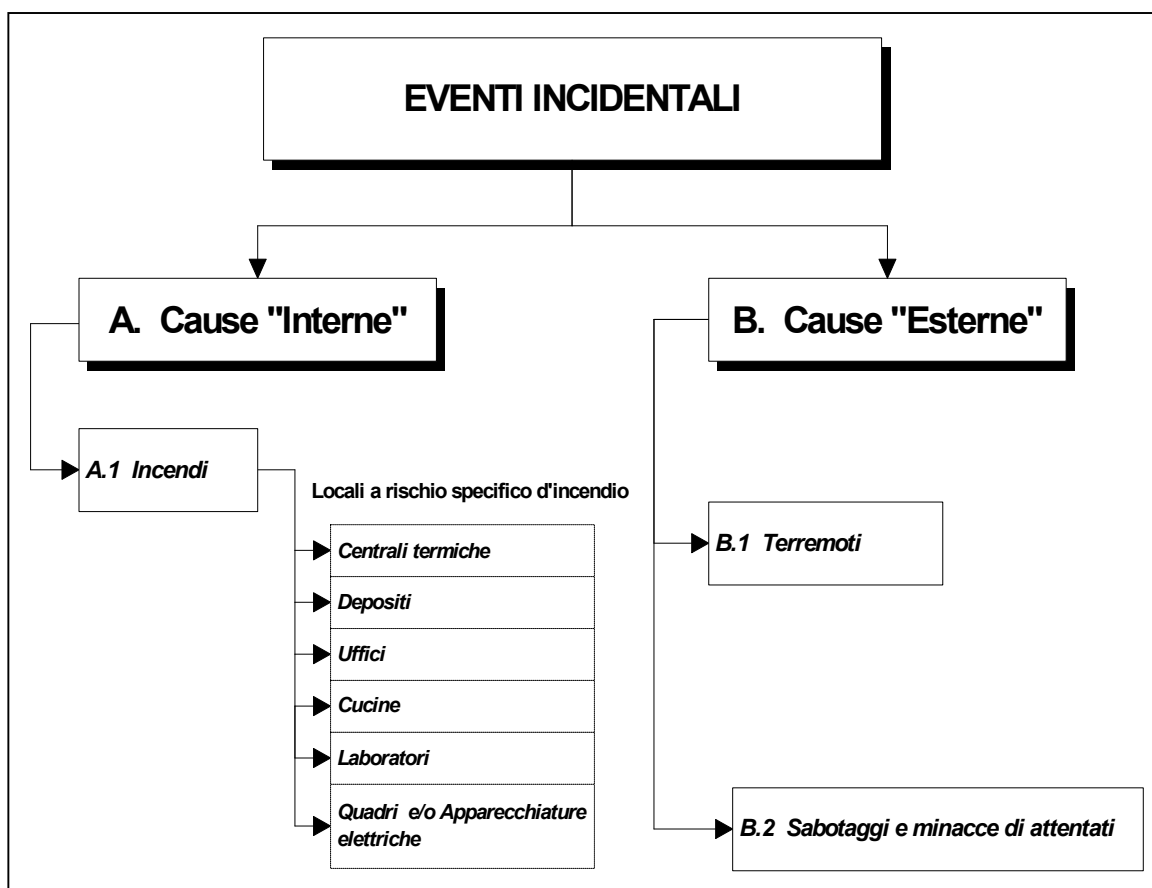 EVENTI INCIDENTALI
A. Cause "Interne"
B. Cause "Esterne"
A.1 Incendi
Locali a rischio specifico d'incendio
Centrali termiche
Depositi
Uffici
Cucine
Laboratori
Quadri e/o Apparecchiature
elettriche
B.1 Terremoti
B.2 Sabotaggi e minacce di attentati